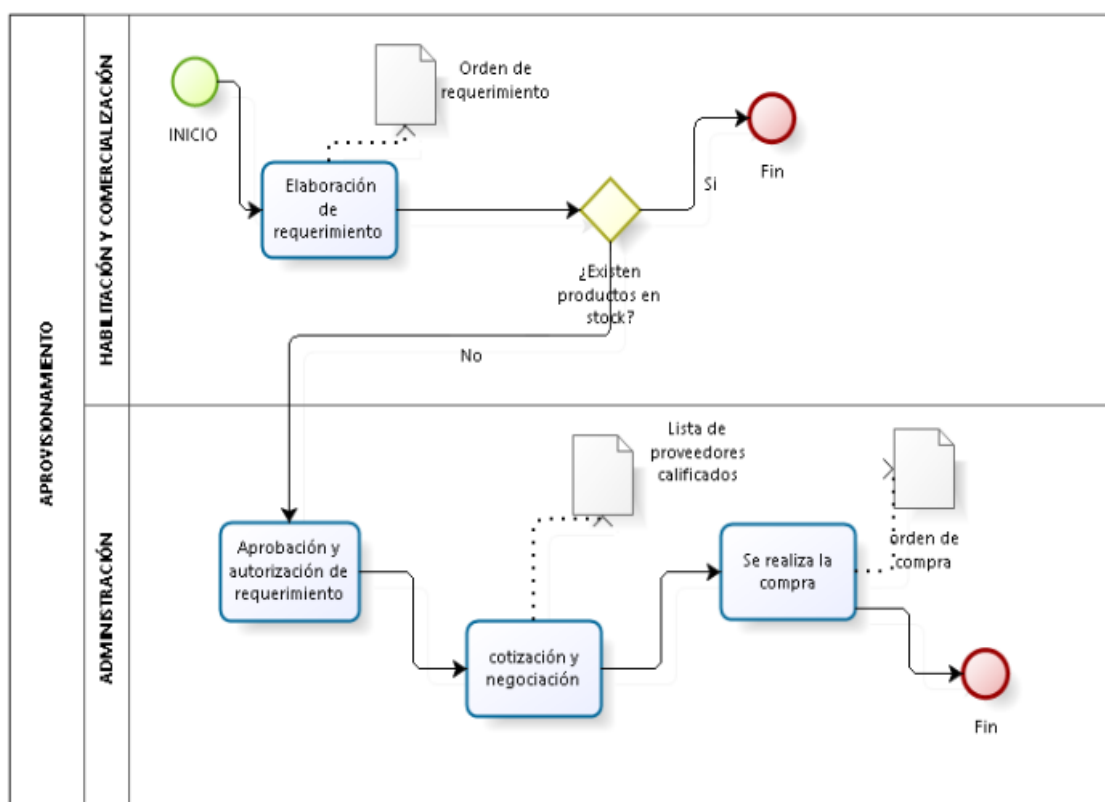 APROVISIONAMIENTO
HABILITACIÓN Y COMERCIALIZACIÓN
INICIO
Orden de
requerimiento
Elaboración
de
requerimiento
¿Existen
productos en
stock?
Si
Fin
No
ADMINISTRACIÓN
Aprobación y
autorización de
requerimiento
Lista de
proveedores
calificados
cotización y
negociación
Se realiza la
compra
orden de
compra
Fin